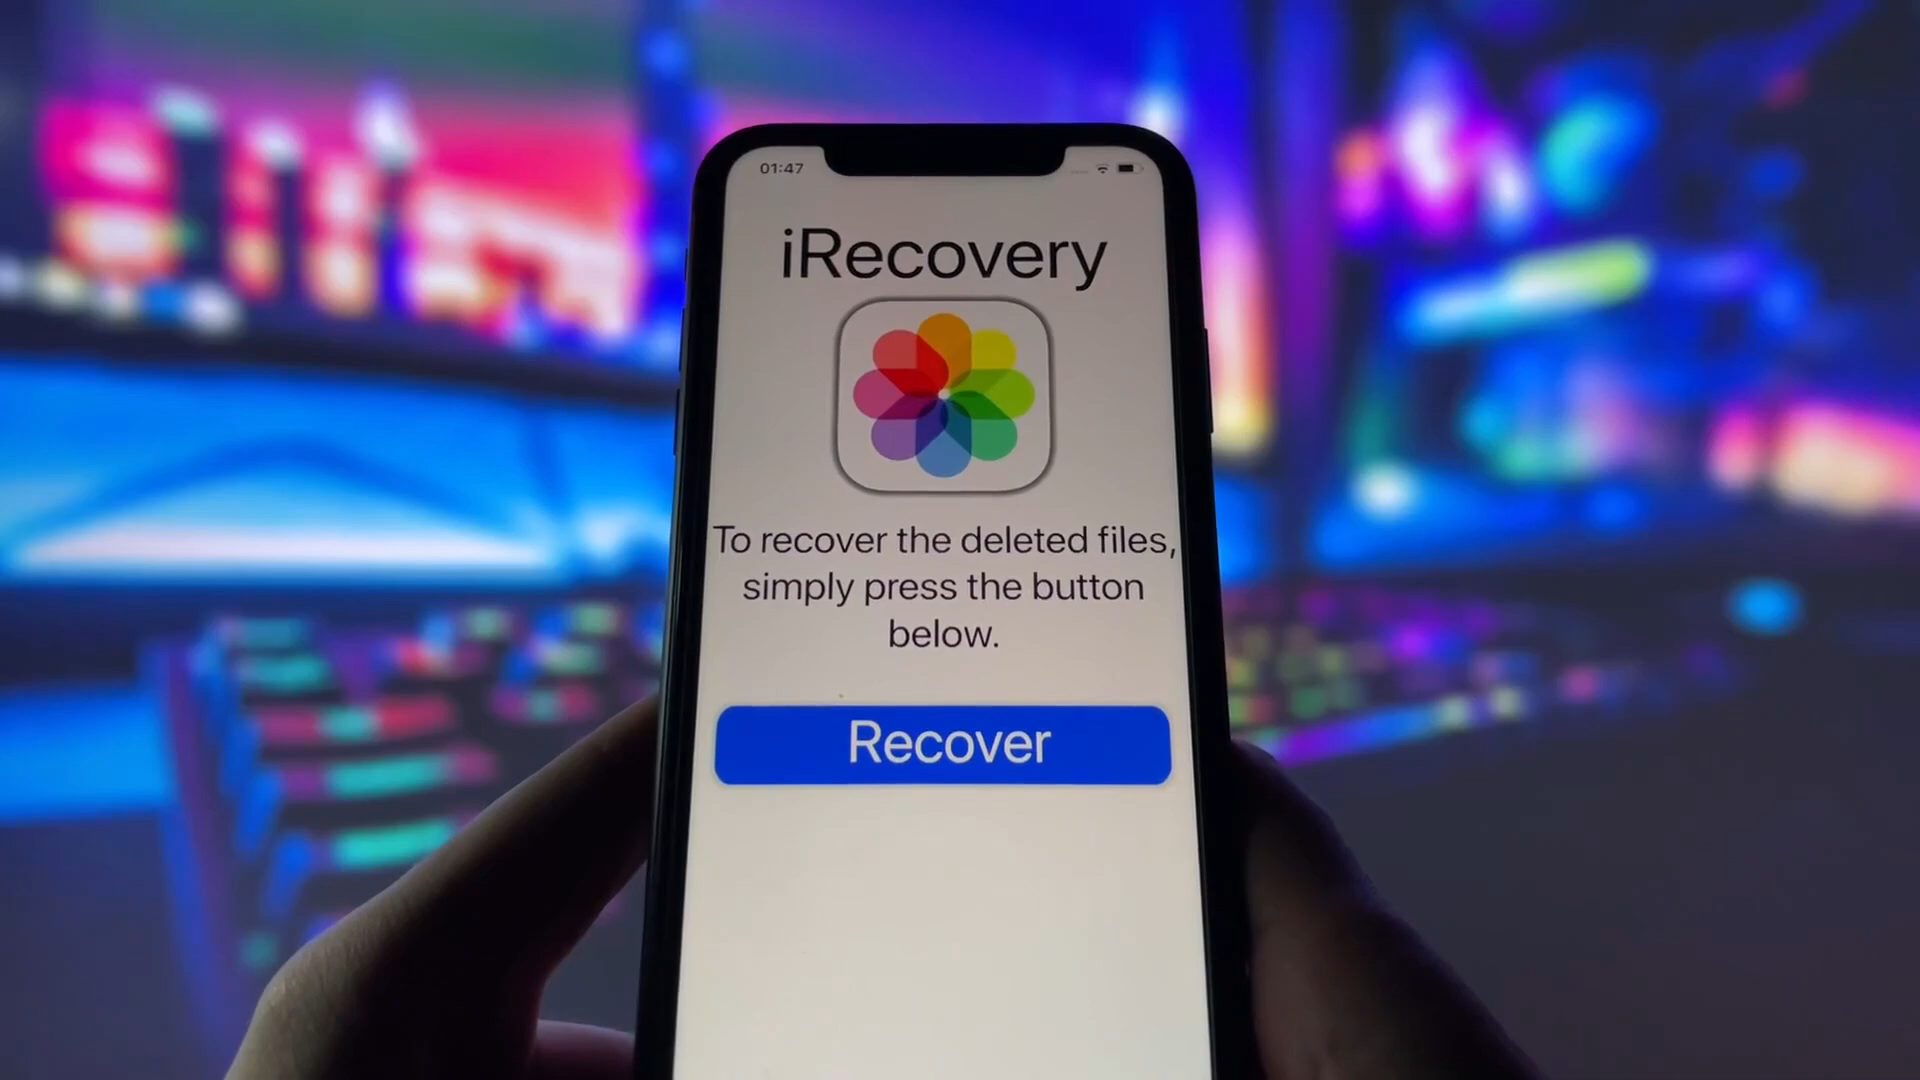 01:47
iRecovery
To recover the deleted files,
simply press the button
below.
Recover